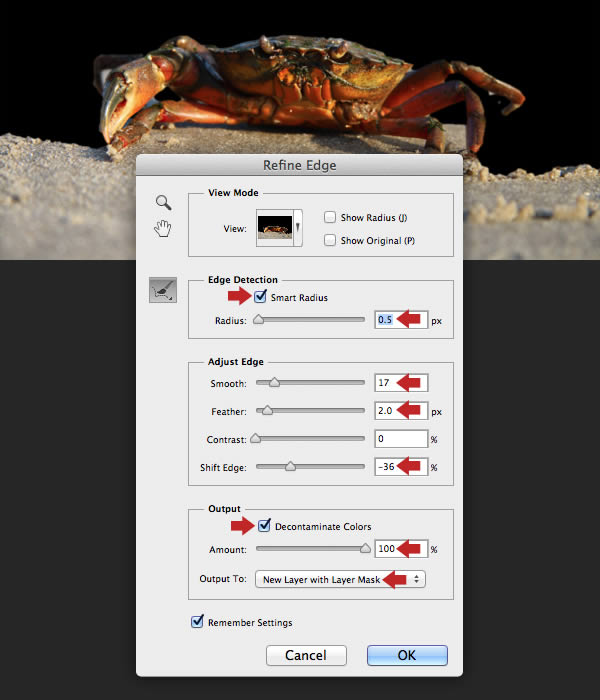 Refine Edge
View Mode
View:
Show Radius (J)
Show Original (P)
Edge Detection
Smart Radius
Radius: 0.5 px
Adjust Edge
Smooth: 17
Feather: 2.0 px
Contrast: 0 %
Shift Edge: -36 %
Output
Decontaminate Colors
Amount: 100 %
Output To: New Layer with Layer Mask
Remember Settings
Cancel OK